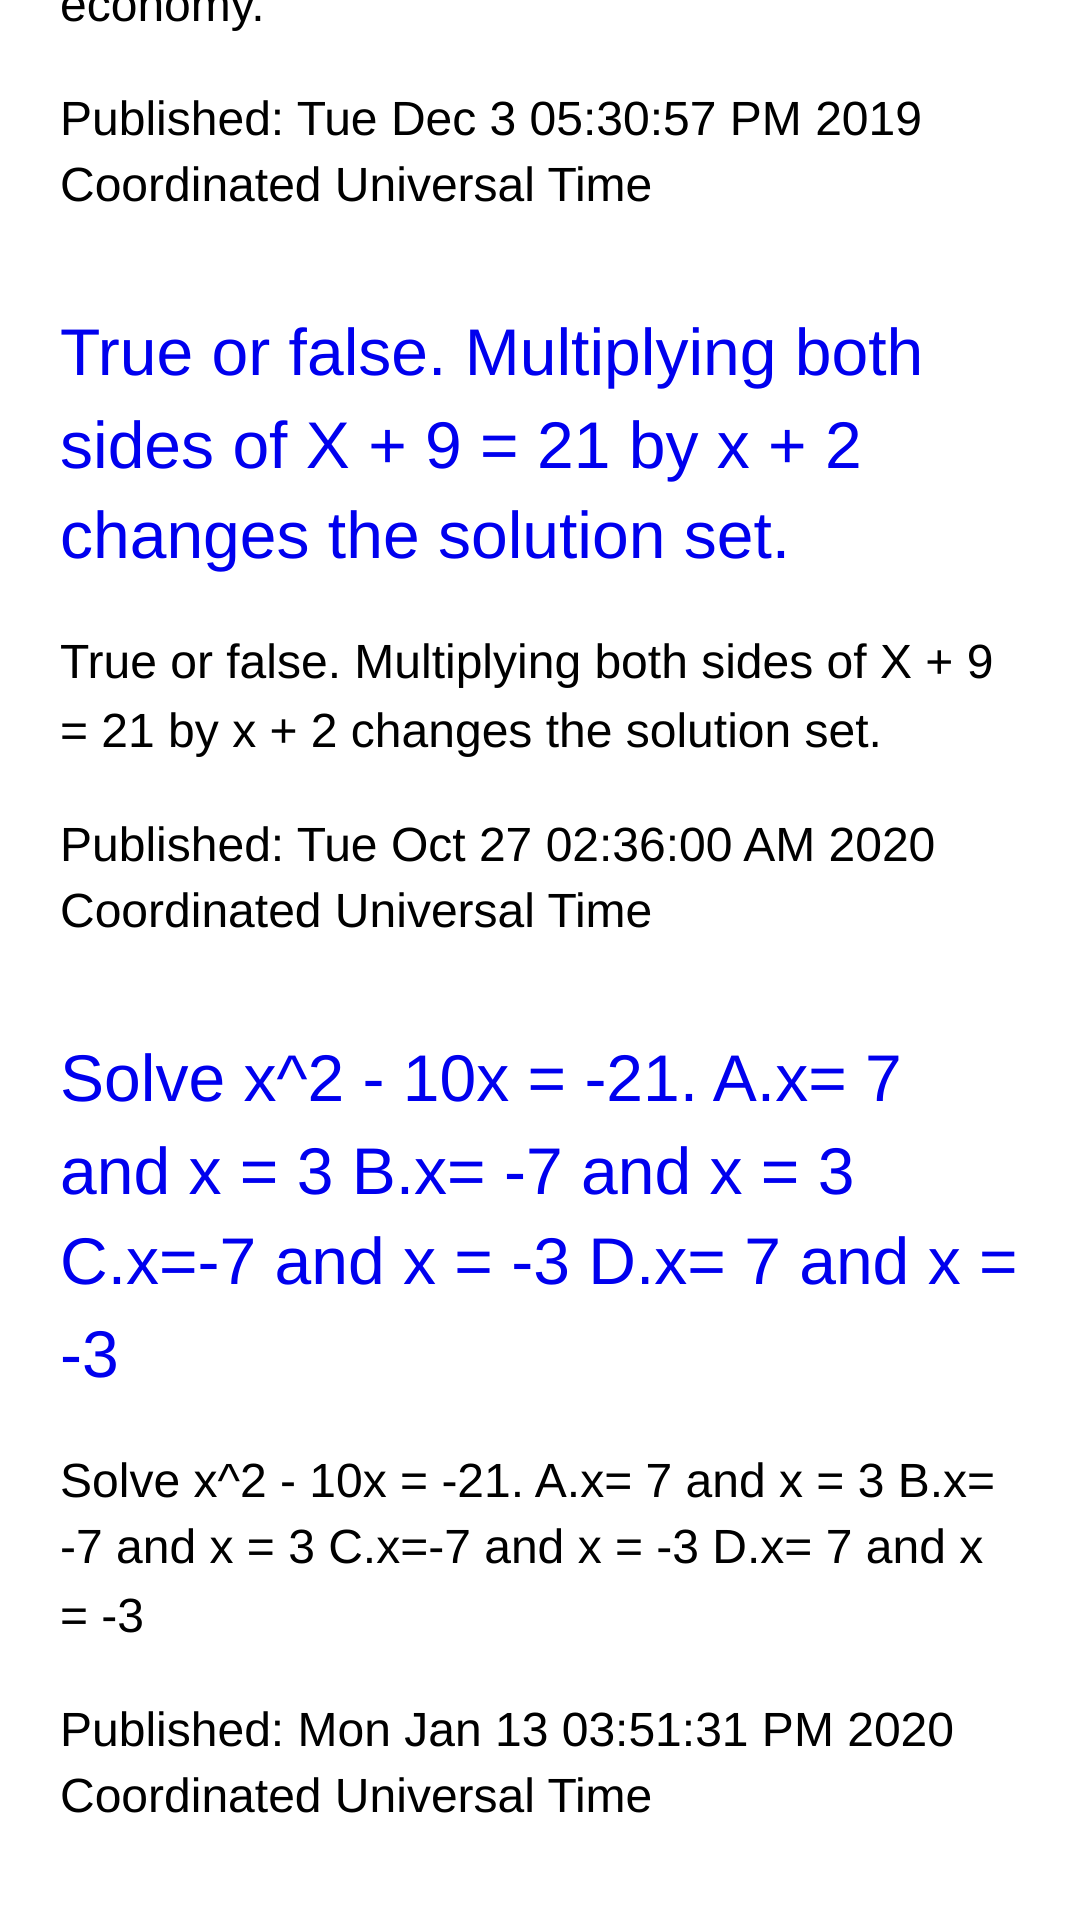 economy.
Published: Tue Dec 3 05:30:57 PM 2019
Coordinated Universal Time
True or false. Multiplying both
sides of X + 9 = 21 by x + 2
changes the solution set.
True or false. Multiplying both sides of X + 9
= 21 by x + 2 changes the solution set.
Published: Tue Oct 27 02:36:00 AM 2020
Coordinated Universal Time
Solve x^2 - 10x = -21. A.x= 7
and x = 3 B.x= -7 and x = 3
C.x=-7 and x = -3 D.x= 7 and x =
-3
Solve x^2 - 10x = -21. A.x= 7 and x = 3 B.x=
-7 and x = 3 C.x=-7 and x = -3 D.x= 7 and x
= -3
Published: Mon Jan 13 03:51:31 PM 2020
Coordinated Universal Time